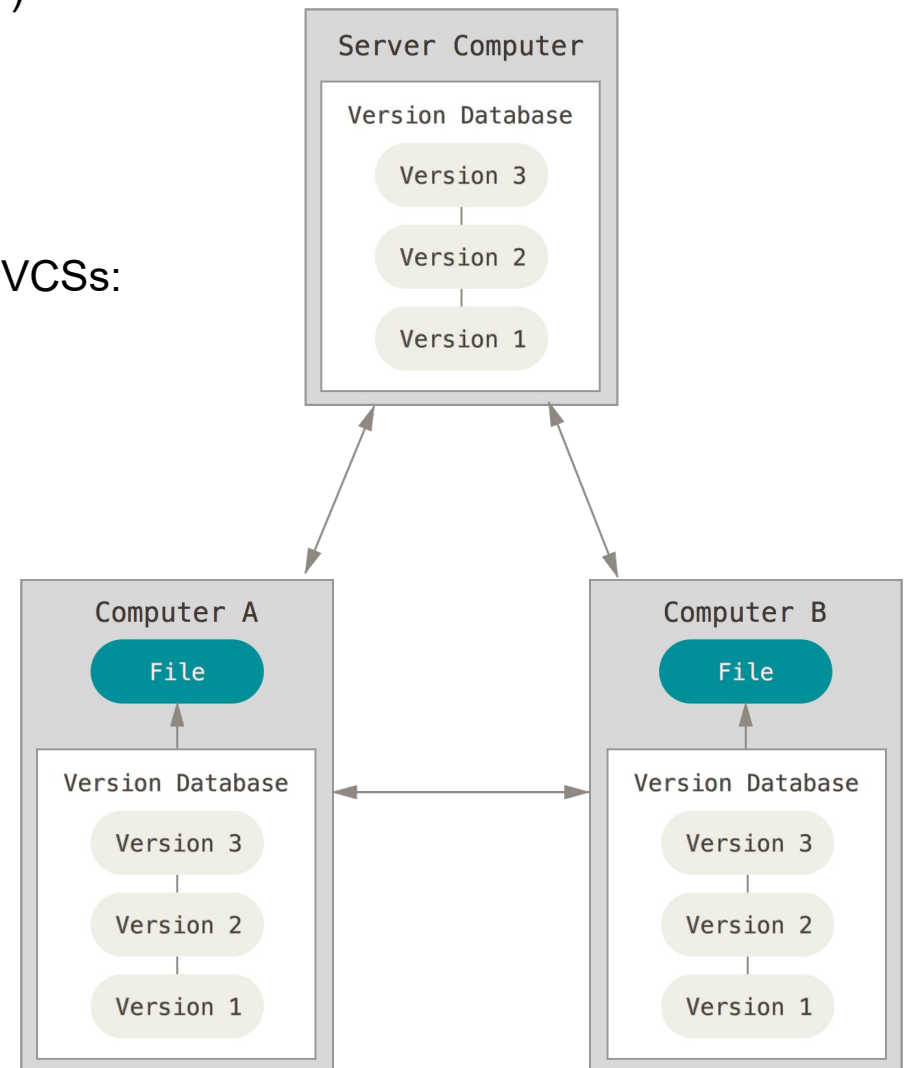 )
Server Computer
Version Database
Version 3
Version 2
VCSs:
Version 1
Computer A
File
Version Database
Version 3
Version 2
Version 1
Computer B
File
Version Database
Version 3
Version 2
Version 1